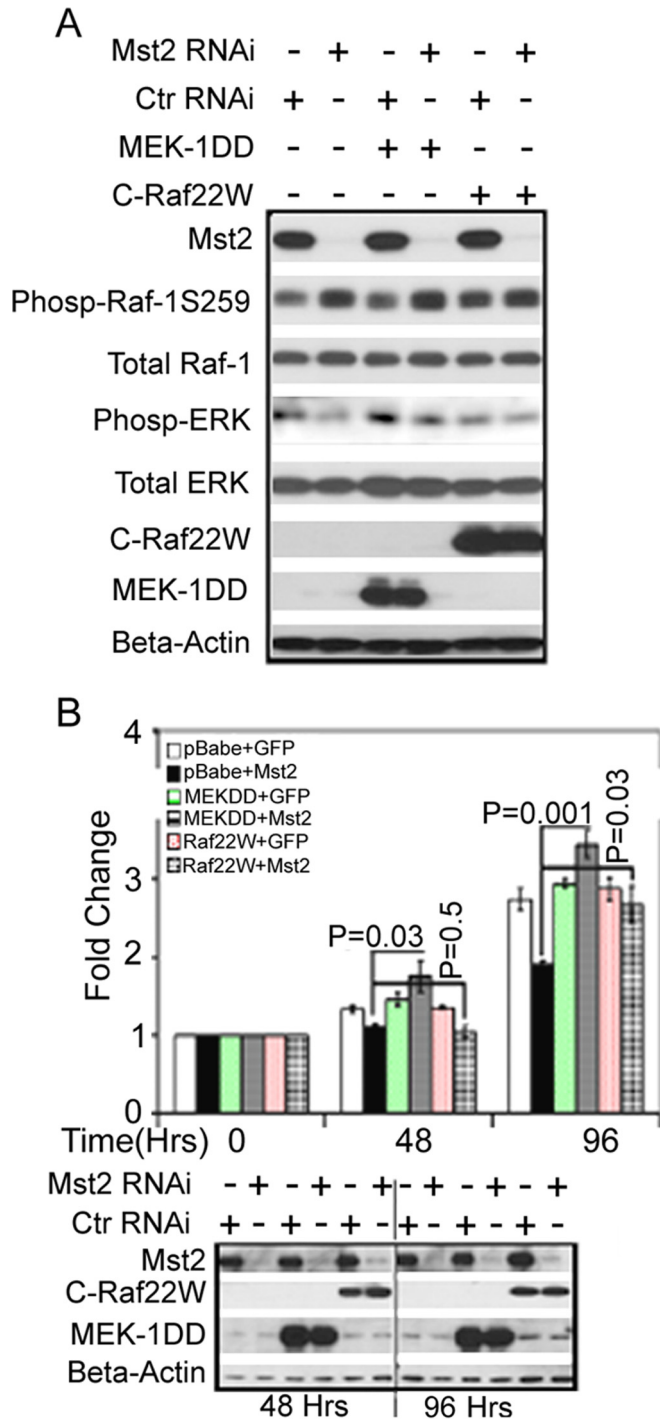 A
Mst2 RNAi - + - + - +
Ctr RNAi + - + - + -
MEK-1DD - - + + - -
C-Raf22W - - - - + +
Mst2
Phosp-Raf-1S259
Total Raf-1
Phosp-ERK
Total ERK
C-Raf22W
MEK-1DD
Beta-Actin
B
Fold Change
4
3
2
1
0
pBabe+GFP
pBabe+Mst2
MEKDD+GFP
MEKDD+Mst2
Raf22W+GFP
Raf22W+Mst2
P=0.03
P=0.5
P=0.001
P=0.03
Time(Hrs) 0 48 96
Mst2 RNAi - + - + - + - + - + - +
Ctr RNAi + - + - + - + - + - + -
Mst2
C-Raf22W
MEK-1DD
Beta-Actin
48 Hrs 96 Hrs